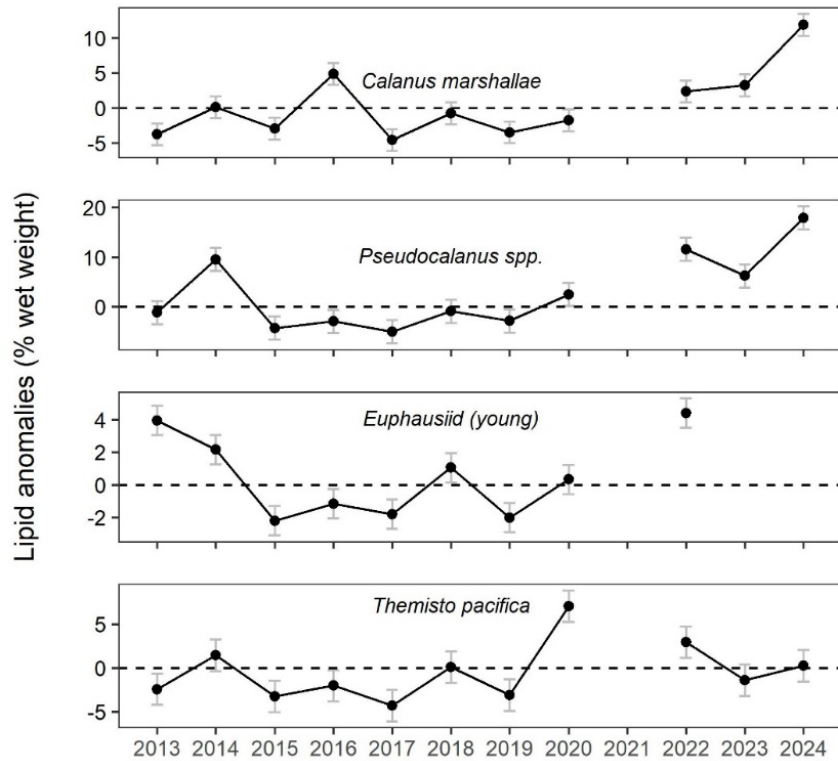 Lipid anomalies (% wet weight)
10
5
0
-5
Calanus marshallae
20
10
0
Pseudocalanus spp.
4
2
0
-2
Euphausiid (young)
5
0
-5
Themisto pacifica
2013 2014 2015 2016 2017 2018 2019 2020 2021 2022 2023 2024